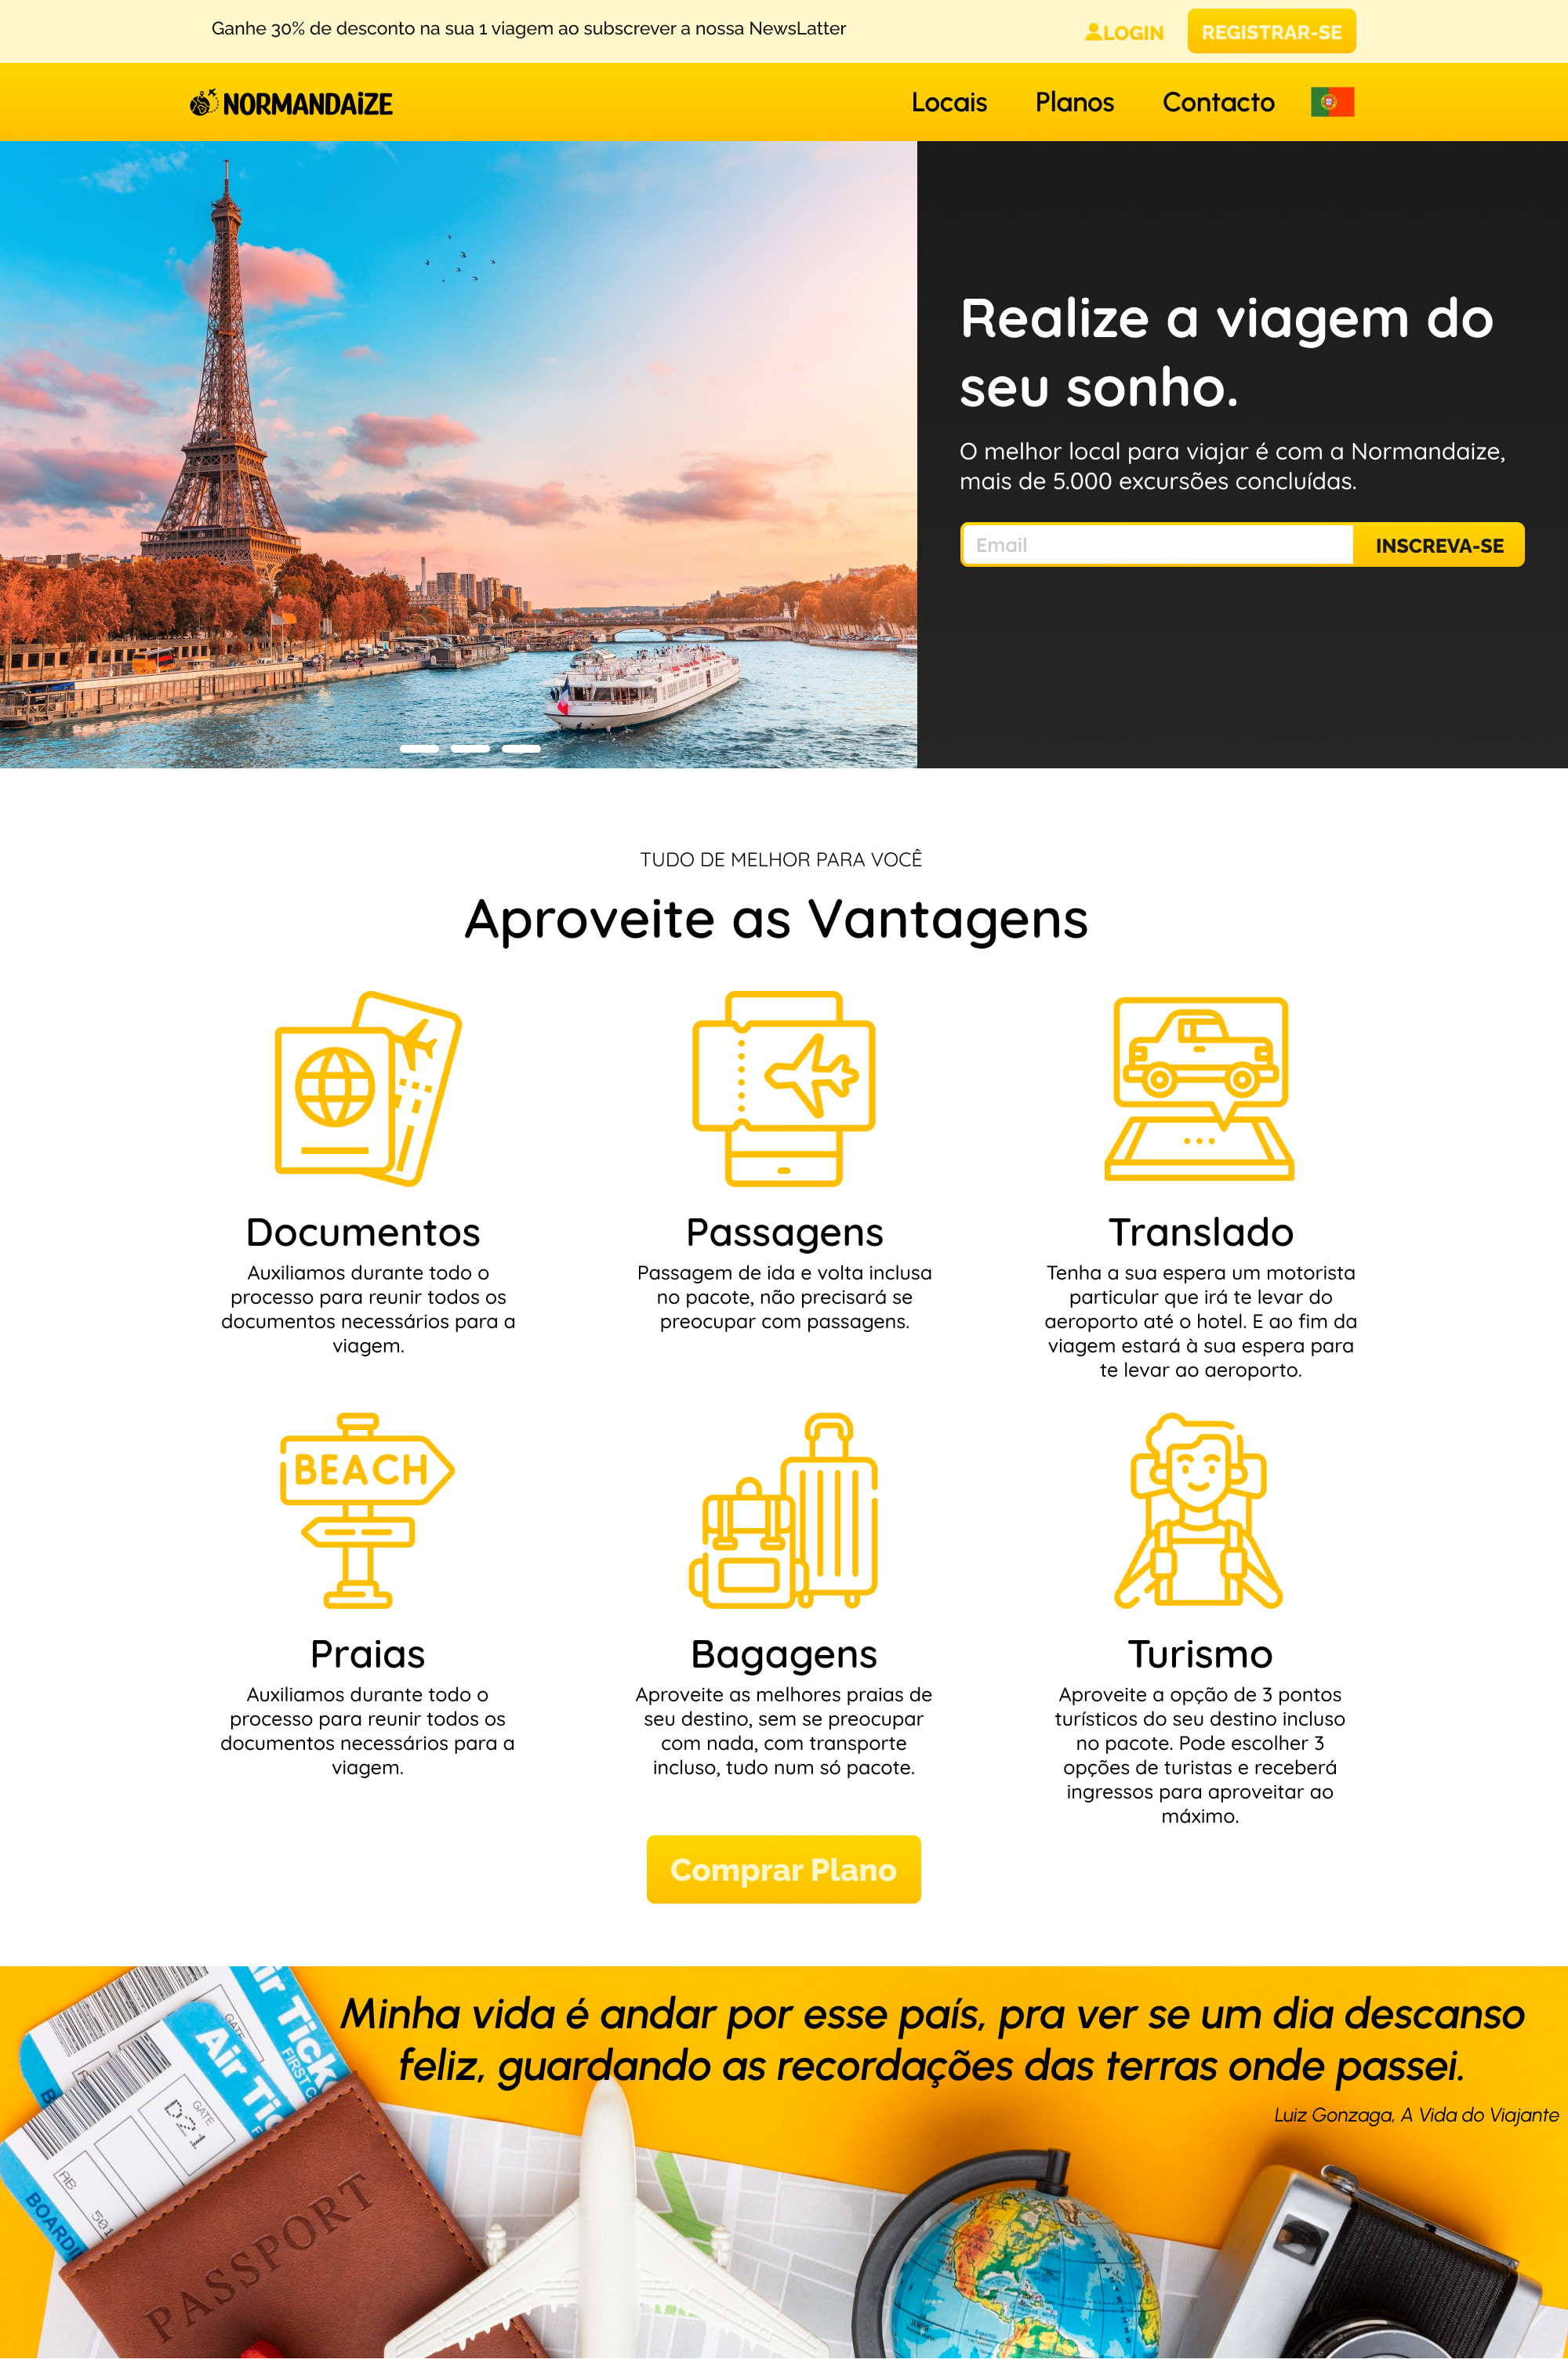 Ganhe 30% de desconto na sua 1 viagem ao subscrever a nossa NewsLatter
LOGIN
REGISTRAR-SE
NORMANDAiZE
Locais
Planos
Contacto
Realize a viagem do
seu sonho.
O melhor local para viajar é com a Normandaize,
mais de 5.000 excursões concluídas.
Email
INSCREVA-SE
TUDO DE MELHOR PARA VOCÊ
Aproveite as Vantagens
Documentos
Auxiliamos durante todo o
processo para reunir todos os
documentos necessários para a
viagem.
Passagens
Passagem de ida e volta inclusa
no pacote, não precisará se
preocupar com passagens.
Translado
Tenha a sua espera um motorista
particular que irá te levar do
aeroporto até o hotel. E ao fim da
viagem estará à sua espera para
te levar ao aeroporto.
BEACH
Praias
Auxiliamos durante todo o
processo para reunir todos os
documentos necessários para a
viagem.
Bagagens
Aproveite as melhores praias de
seu destino, sem se preocupar
com nada, com transporte
incluso, tudo num só pacote.
Turismo
Aproveite a opção de 3 pontos
turísticos do seu destino incluso
no pacote. Pode escolher 3
opções de turistas e receberá
ingressos para aproveitar ao
máximo.
Comprar Plano
Minha vida é andar por esse país, pra ver se um dia descanso
feliz, guardando as recordações das terras onde passei.
Luiz Gonzaga, A Vida do Viajante
Air Tick
FIRST C
GATE
Air Tic
GATE
D21
AB
501
BOARDI
PASSPORT